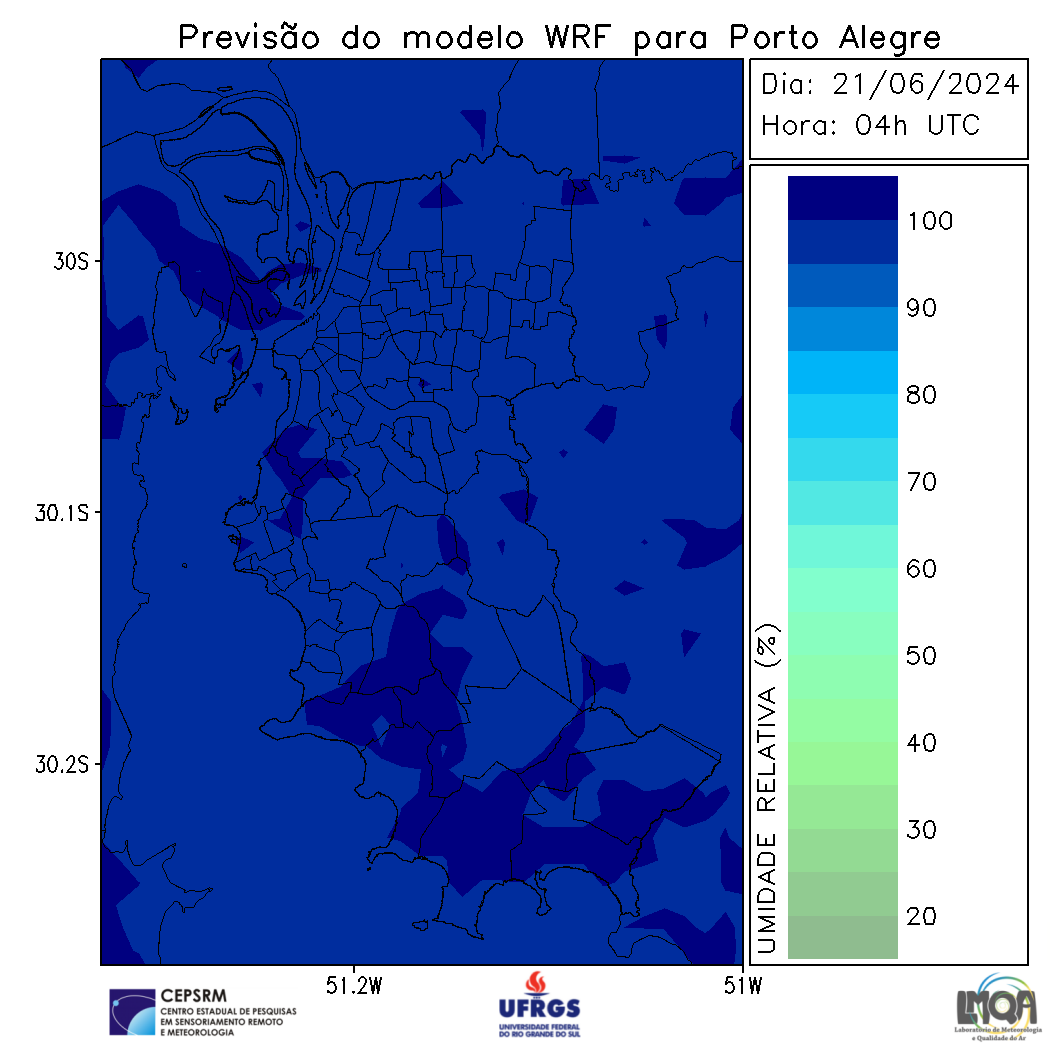 Previsão do modelo WRF para Porto Alegre
Dia: 21/06/2024
Hora: 04h UTC
30S
30.1S
30.2S
51.2W
51W
100
90
80
70
60
50
40
30
20
UMIDADE RELATIVA (%)
CEPSRM
CENTRO ESTADUAL DE PESQUISAS
EM SENSORIAMENTO REMOTO
E METEOROLOGIA
UFRGS
UNIVERSIDADE FEDERAL
DO RIO GRANDE DO SUL
LMQA
Laboratório de Meteorologia
e Qualidade do Ar